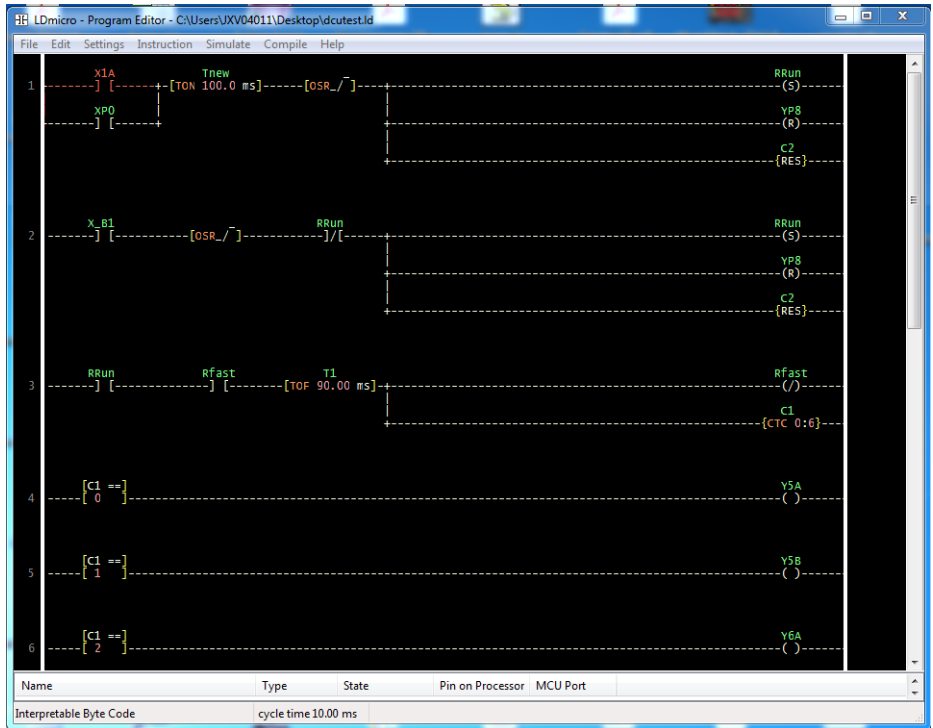 LDmicro - Program Editor - C:\Users\JXV04011\Desktop\dcutest.ld
File Edit Settings Instruction Simulate Compile Help
X1A Tnew RRun
1 ------] [------+-[TON 100.0 ms]------[OSR_/ ]---+--------(S)-----
XPO YP8
------] [------+ (R)-----
C2
+--------{RES}-----
X_B1 RRun RRun
2 ------] [-----------[OSR_/ ]-----------]/[------+--------(S)-----
YP8
+--------(R)-----
C2
+--------{RES}-----
RRun Rfast T1 Rfast
3 -------] [-------------] [-------[TOF 90.00 ms]-+--------(/)-----
C1
+--------{CTC 0:6}---
[C1 ==] Y5A
4 -----[ 0 ]--------( )-----
[C1 ==] Y5B
5 -----[ 1 ]--------( )-----
[C1 ==] Y6A
6 -----[ 2 ]--------( )-----
Name Type State Pin on Processor MCU Port
Interpretable Byte Code cycle time 10.00 ms